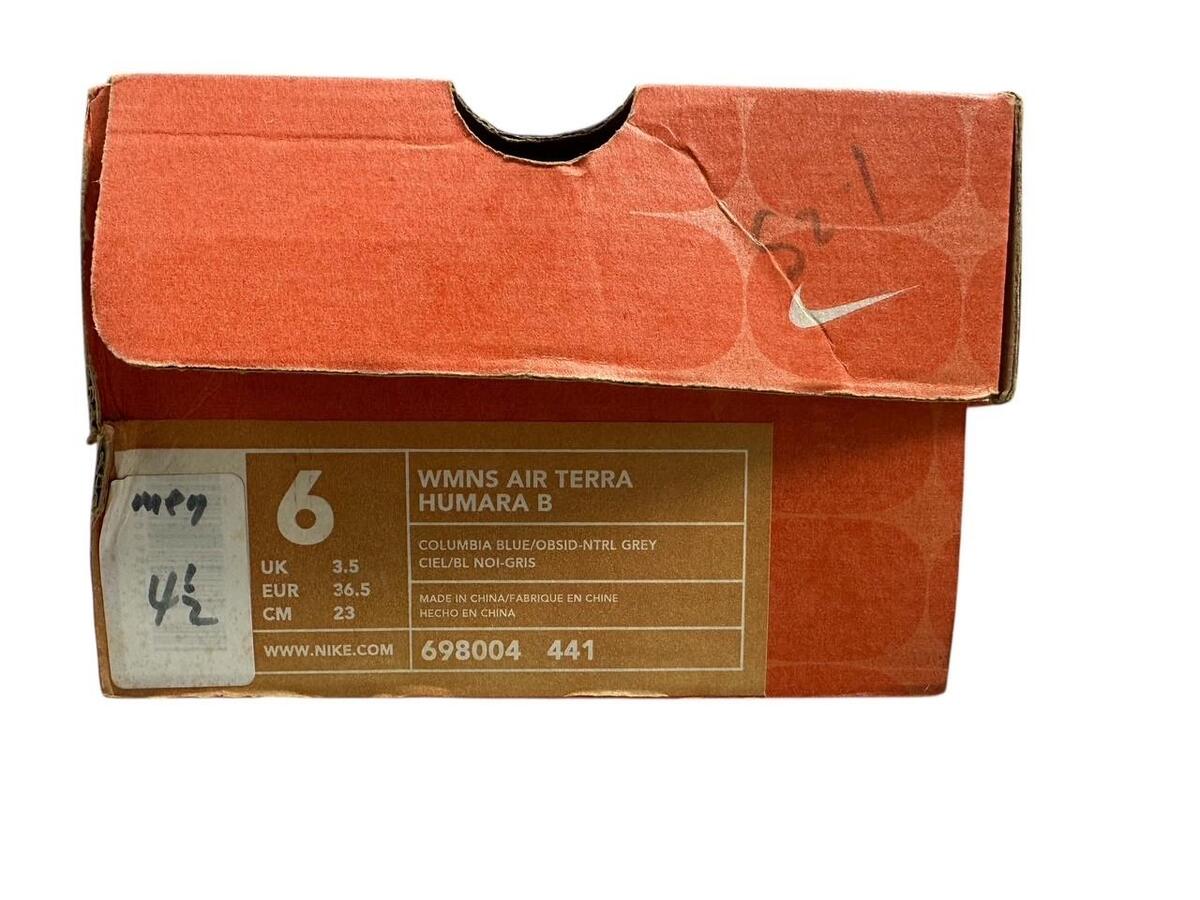 men
4 1/2
6
UK 3.5
EUR 36.5
CM 23
WWW.NIKE.COM
WMNS AIR TERRA
HUMARA B
COLUMBIA BLUE/OBSID-NTRL GREY
CIEL/BL NOI-GRIS
MADE IN CHINA/FABRIQUE EN CHINE
HECHO EN CHINA
698004 441